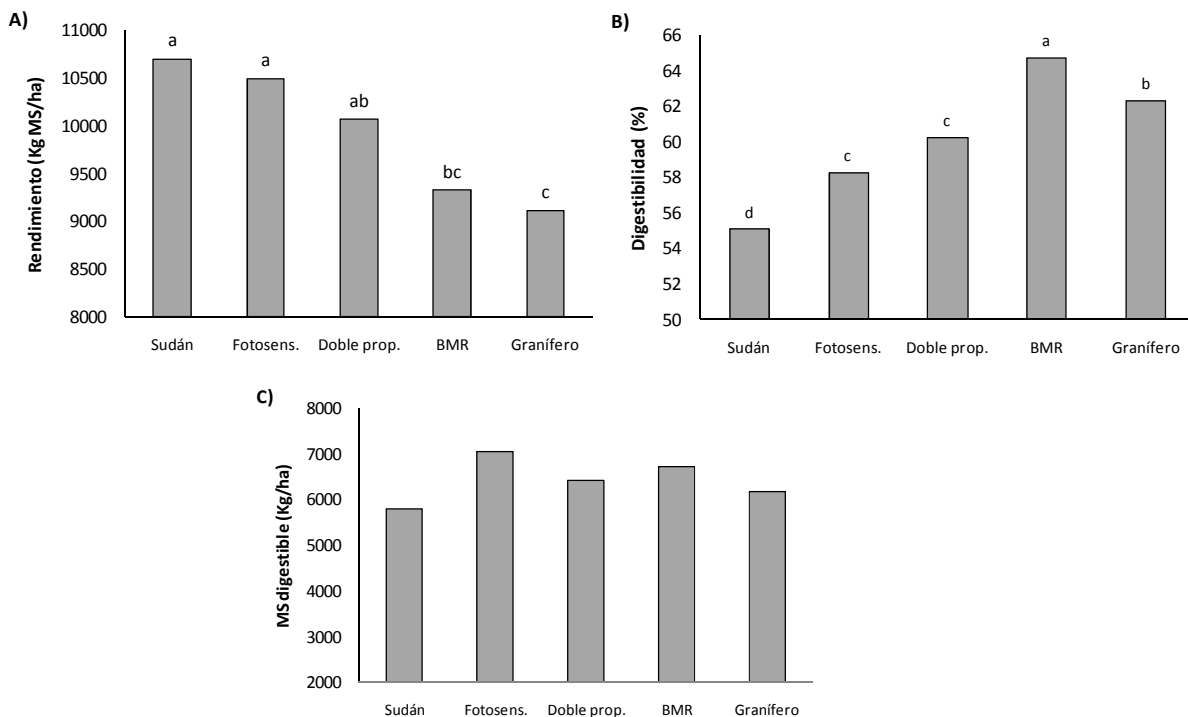 A)
Rendimiento (Kg MS/ha)
11000
10500
10000
9500
9000
8500
8000
a
a
ab
bc
c
Sudán Fotosens. Doble prop. BMR Granífero
B)
Digestibilidad (%)
66
64
62
60
58
56
54
52
50
d
c
c
a
b
Sudán Fotosens. Doble prop. BMR Granífero
C)
MS digestible (Kg/ha)
8000
7000
6000
5000
4000
3000
2000
Sudán Fotosens. Doble prop. BMR Granífero